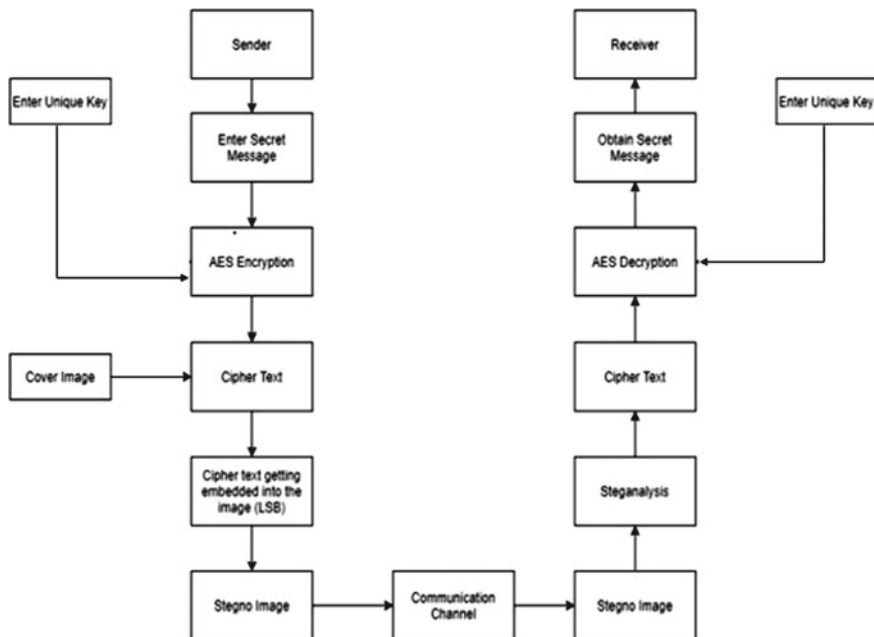 Sender
Receiver
Enter Unique Key
Enter Unique Key
Enter Secret
Message
Obtain Secret
Message
AES Encryption
AES Decryption
Cover Image
Cipher Text
Cipher Text
Cipher text getting
embedded into the
image (LSB)
Steganalysis
Stegno Image
Communication
Channel
Stegno Image